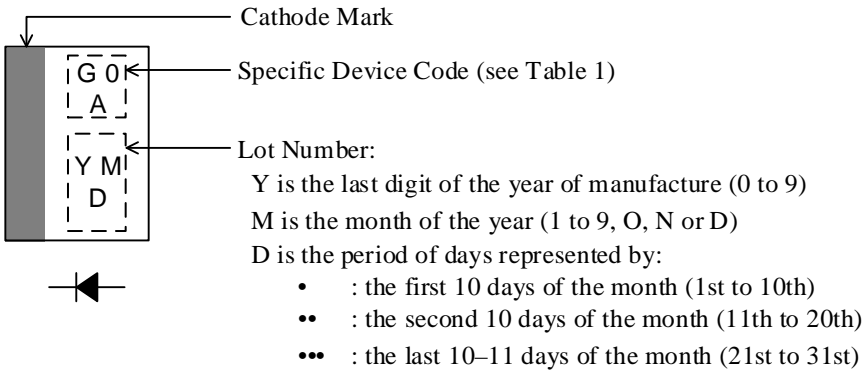 Cathode Mark
G 0
A
Specific Device Code (see Table 1)
Y M
D
Lot Number:
Y is the last digit of the year of manufacture (0 to 9)
M is the month of the year (1 to 9, O, N or D)
D is the period of days represented by:
• : the first 10 days of the month (1st to 10th)
•• : the second 10 days of the month (11th to 20th)
••• : the last 10–11 days of the month (21st to 31st)